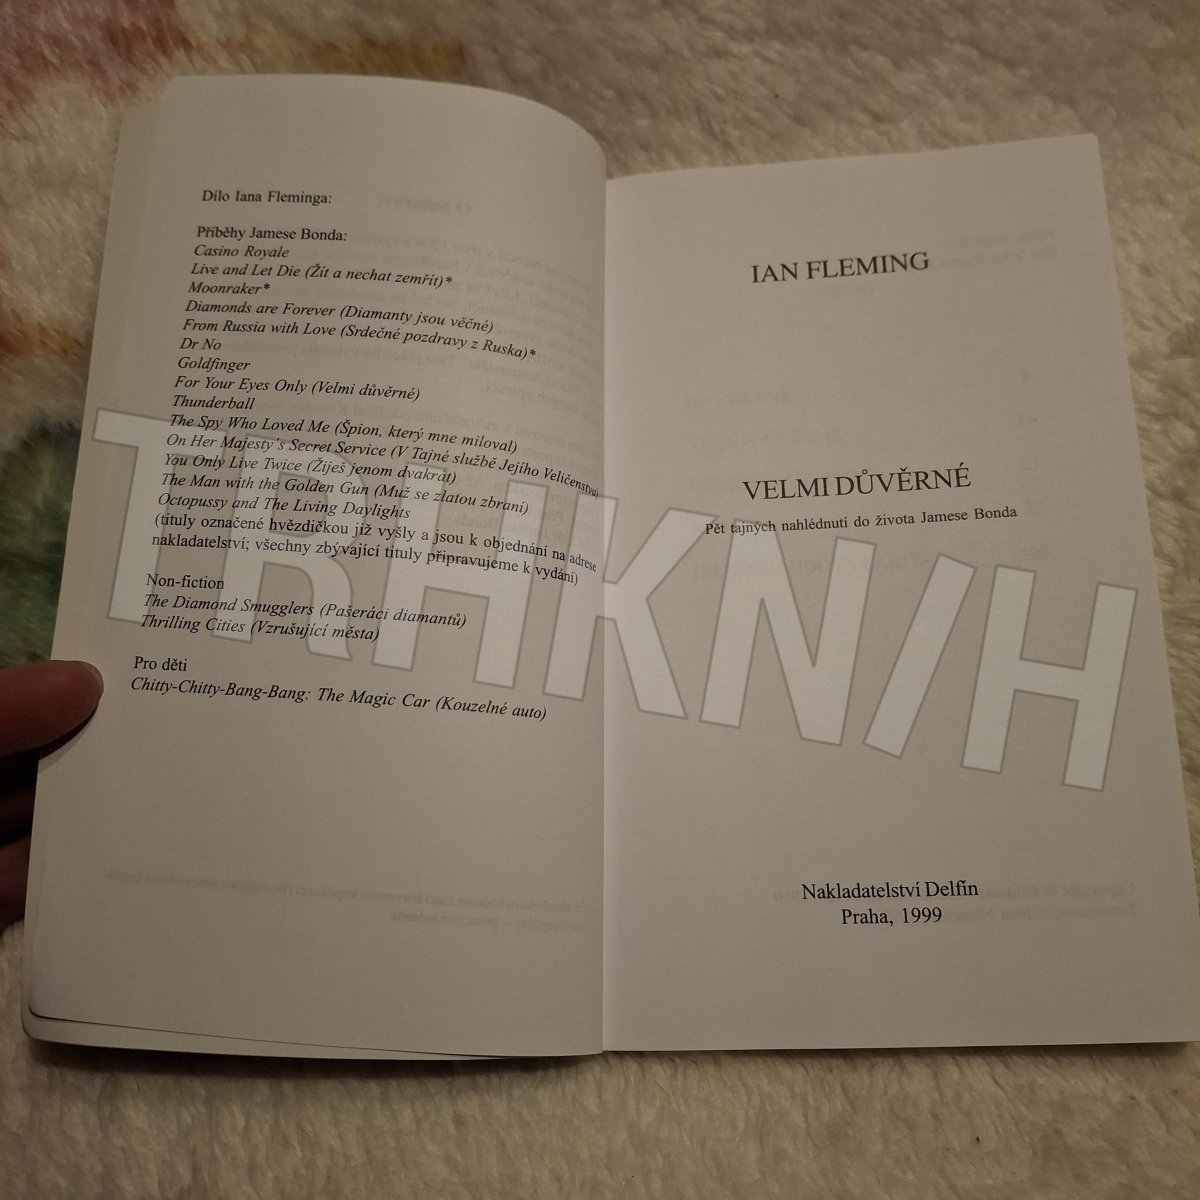 Dílo Iana Fleminga:
Příběhy Jamese Bonda:
Casino Royale
Live and Let Die (Žít a nechat zemřít)*
Moonraker*
Diamonds are Forever (Diamanty jsou věčné)
From Russia with Love (Srdečné pozdravy z Ruska)*
Dr No
Goldfinger
For Your Eyes Only (Velmi důvěrné)
Thunderball
The Spy Who Loved Me (Špion, který mne miloval)
On Her Majesty´s Secret Service (V Tajné službě Jejího Veličenstva)
You Only Live Twice (Žiješ jenom dvakrát)
The Man with the Golden Gun (Muž se zlatou zbraní)
Octopussy and The Living Daylights
(tituly označené hvězdičkou již vyšly a jsou k objednání na adrese
nakladatelství; všechny zbývající tituly připravujeme k vydání)
Non-fiction
The Diamond Smugglers (Pašeráci diamantů)
Thrilling Cities (Vzrušující města)
Pro děti
Chitty-Chitty-Bang-Bang: The Magic Car (Kouzelné auto)
IAN FLEMING
VELMI DŮVĚRNÉ
Pět tajných nahlédnutí do života Jamese Bonda
Nakladatelství Delfín
Praha, 1999
TRHKN/H